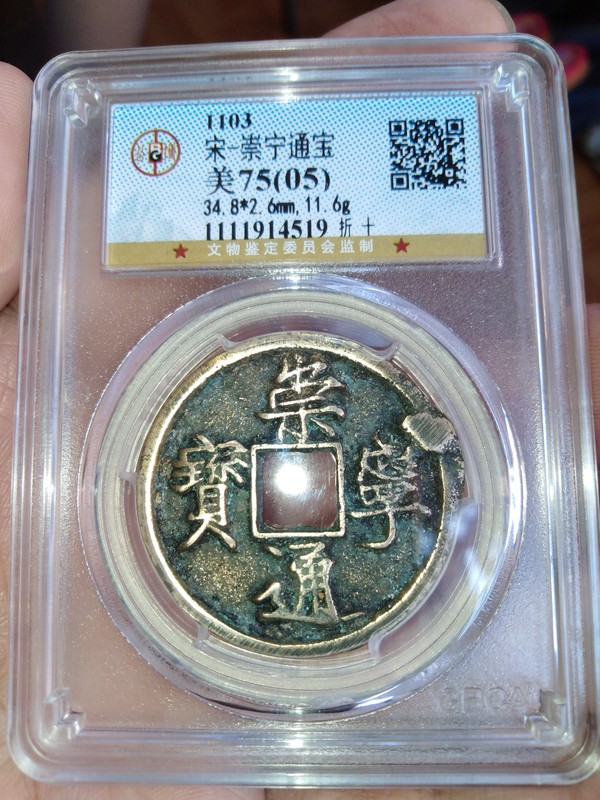 1103
宋-崇宁通宝
美75(05)
34.8*2.6mm,11.6g
1111914519 折十
★ 文物鉴定委员会监制 ★
崇
寧
通
寳